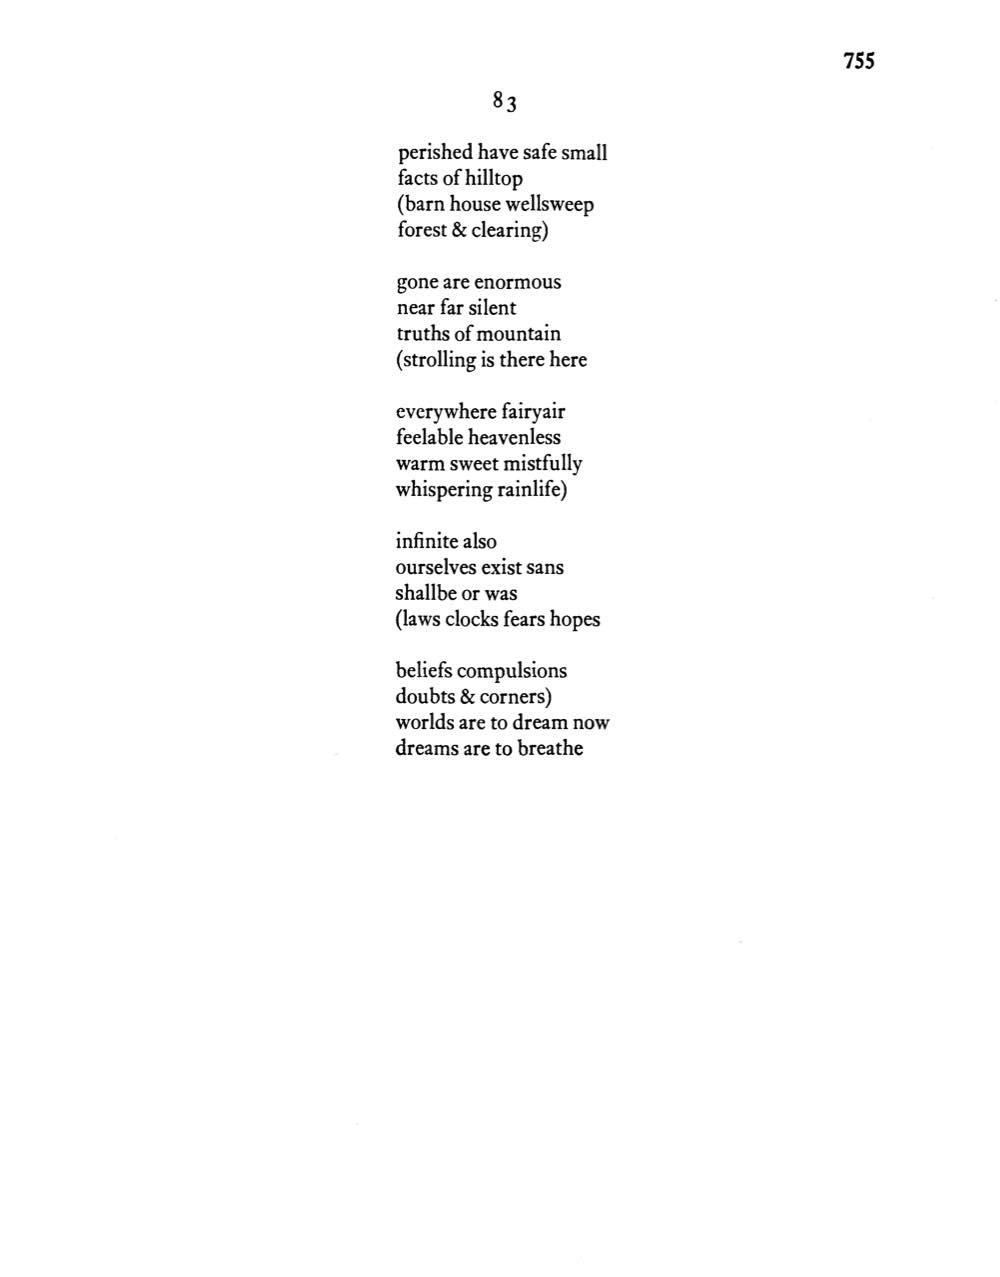 755
83
perished have safe small
facts of hilltop
(barn house wellsweep
forest & clearing)
gone are enormous
near far silent
truths of mountain
(strolling is there here
everywhere fairyair
feelable heavenless
warm sweet mistfully
whispering rainlife)
infinite also
ourselves exist sans
shallbe or was
(laws clocks fears hopes
beliefs compulsions
doubts & corners)
worlds are to dream now
dreams are to breathe